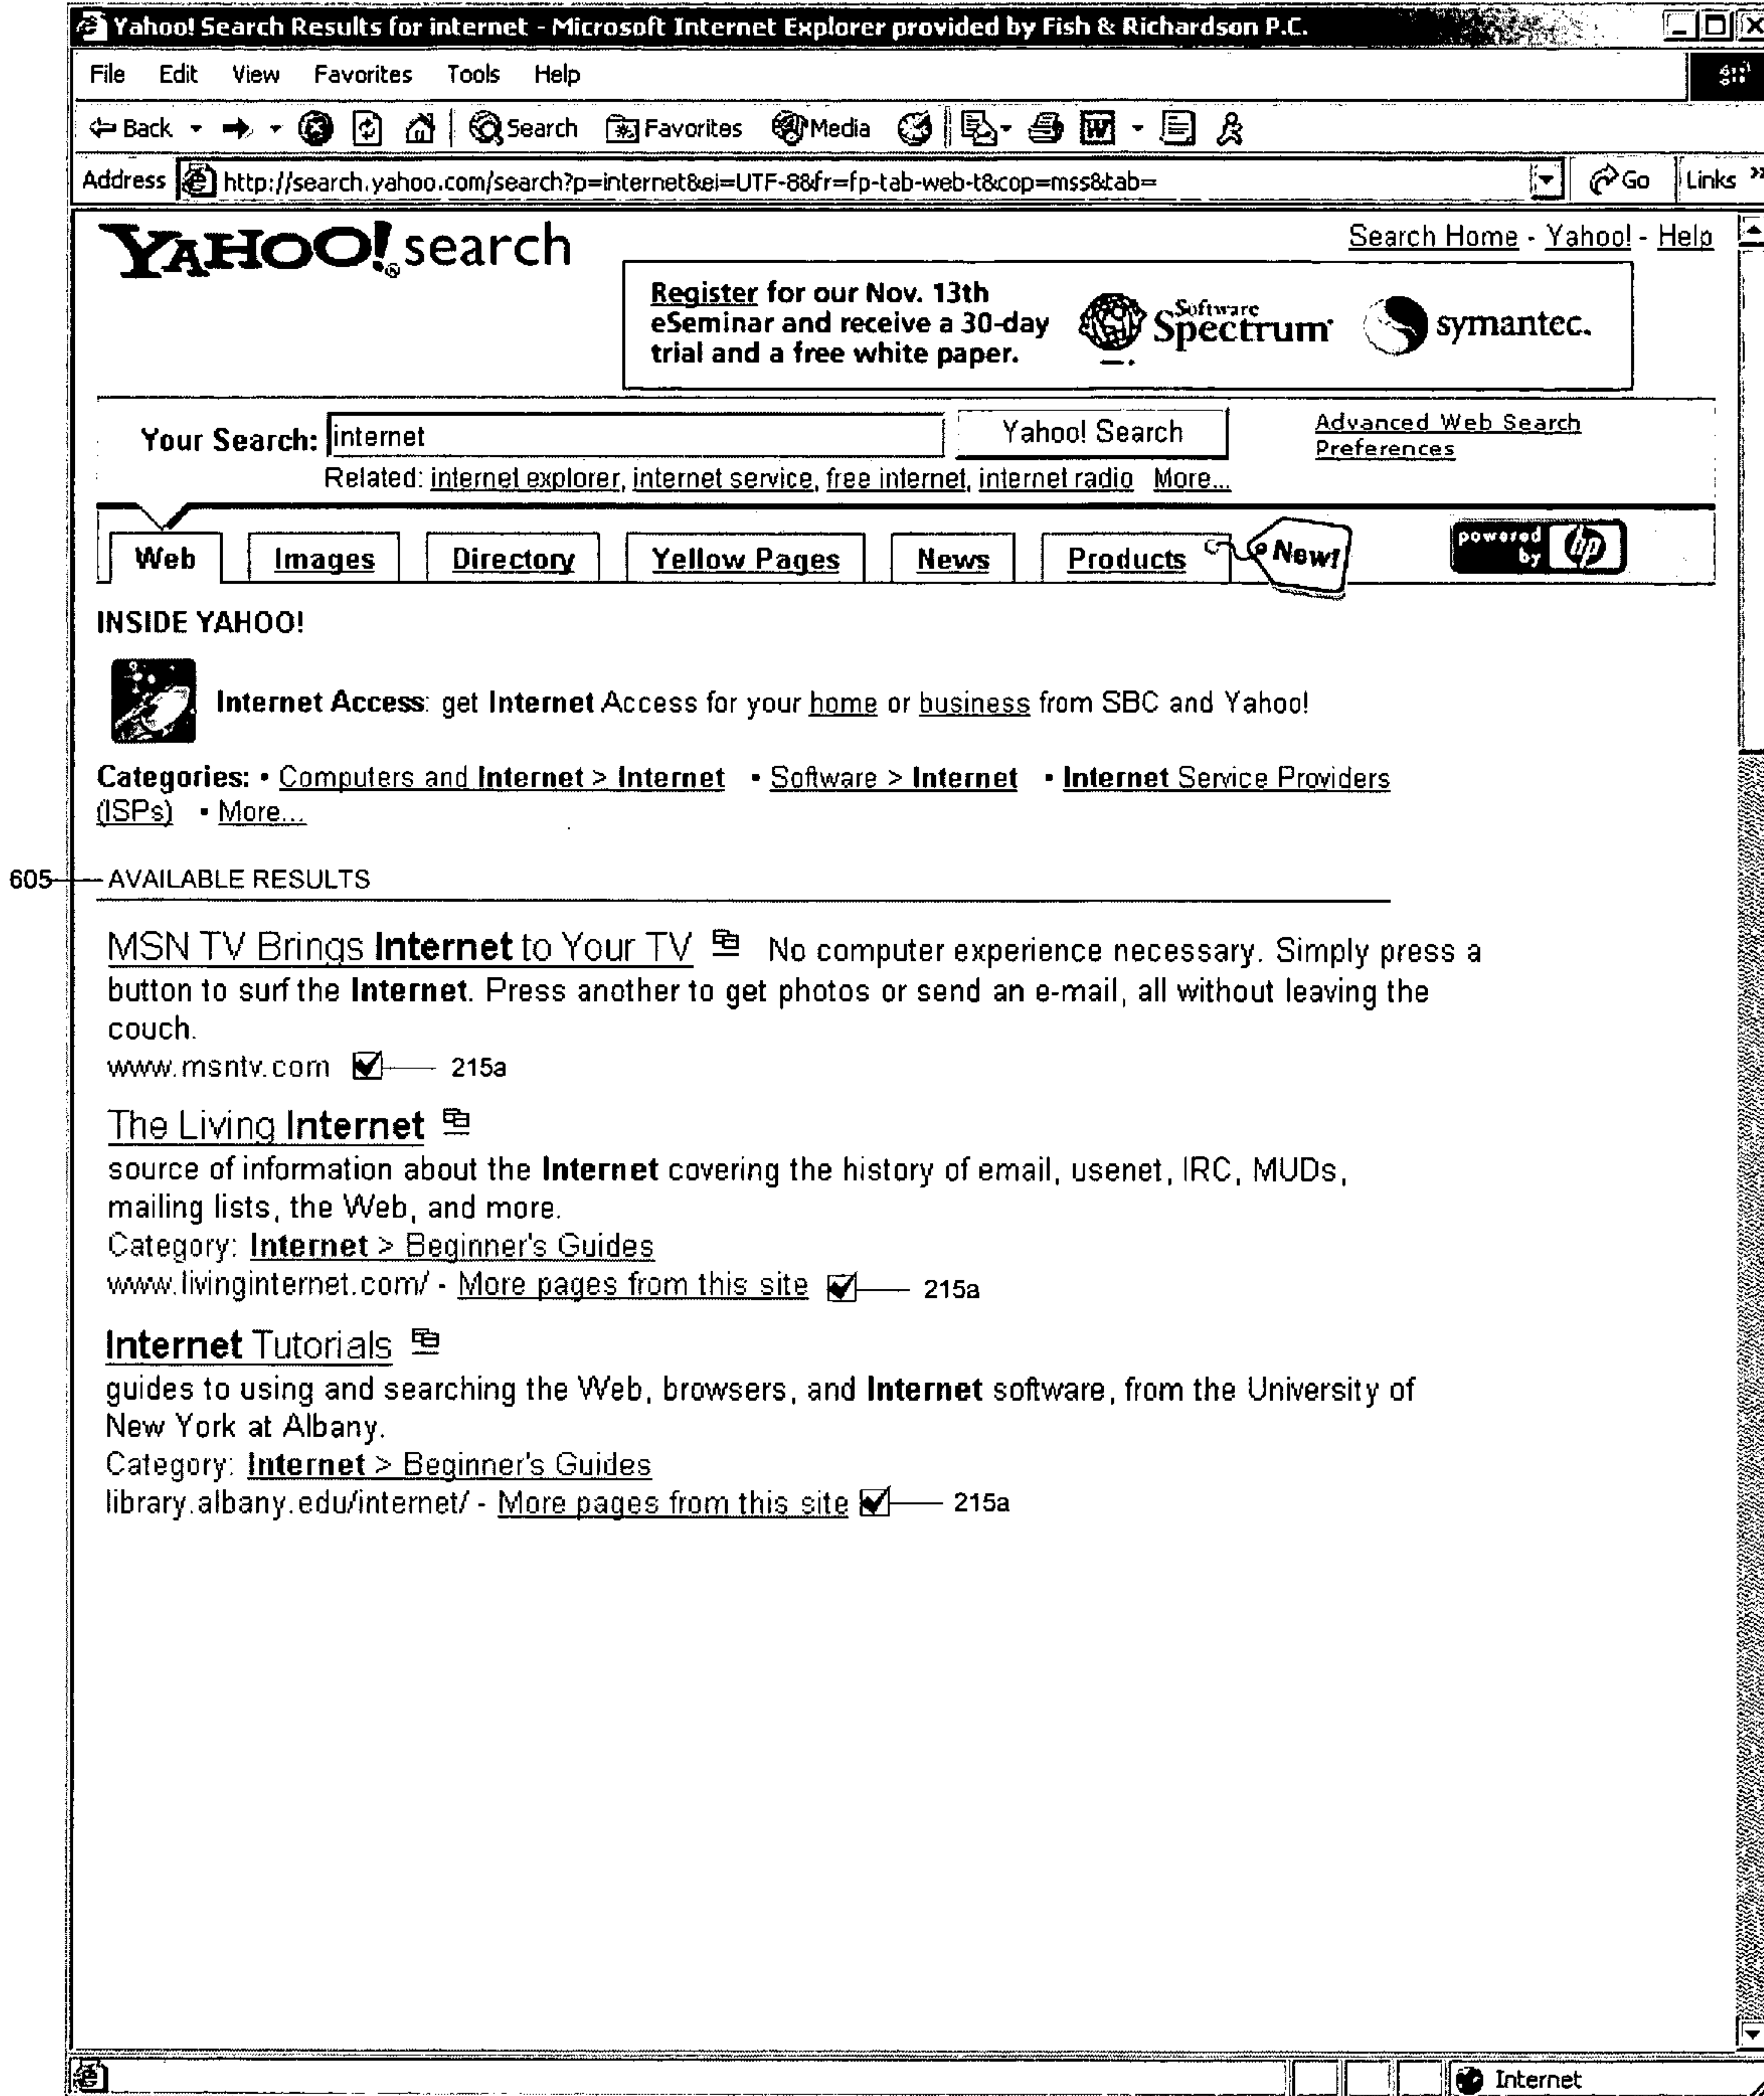 Yahoo! Search Results for internet - Microsoft Internet Explorer provided by Fish & Richardson P.C.
File Edit View Favorites Tools Help
Back Search Favorites Media
Address http://search.yahoo.com/search?p=internet&ei=UTF-8&fr=fp-tab-web-t&cop=mss&tab= Go Links »
YAHOO!® search
Search Home - Yahoo! - Help
Register for our Nov. 13th
eSeminar and receive a 30-day
trial and a free white paper.
Software
Spectrum
symantec.
Your Search: internet Yahoo! Search
Advanced Web Search
Preferences
Related: internet explorer, internet service, free internet, internet radio More...
Web Images Directory Yellow Pages News Products New!
powered
by hp
INSIDE YAHOO!
Internet Access: get Internet Access for your home or business from SBC and Yahoo!
Categories: • Computers and Internet > Internet • Software > Internet • Internet Service Providers
(ISPs) • More...
605 AVAILABLE RESULTS
MSN TV Brings Internet to Your TV No computer experience necessary. Simply press a
button to surf the Internet. Press another to get photos or send an e-mail, all without leaving the
couch.
www.msntv.com 215a
The Living Internet
source of information about the Internet covering the history of email, usenet, IRC, MUDs,
mailing lists, the Web, and more.
Category: Internet > Beginner's Guides
www.livinginternet.com/ - More pages from this site 215a
Internet Tutorials
guides to using and searching the Web, browsers, and Internet software, from the University of
New York at Albany.
Category: Internet > Beginner's Guides
library.albany.edu/internet/ - More pages from this site 215a
Internet